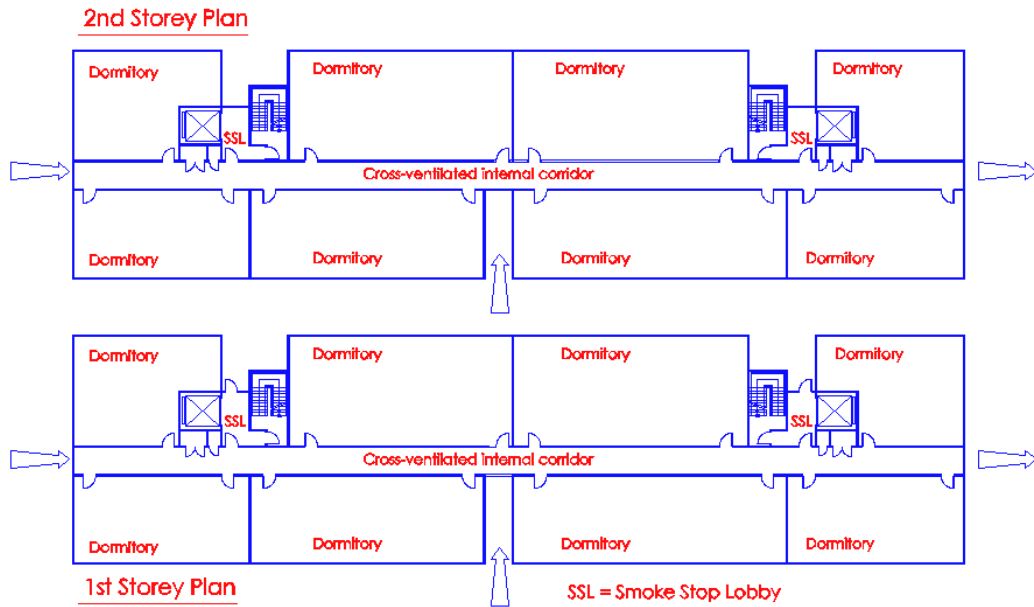 2nd Storey Plan
Dormitory
Dormitory
Dormitory
Dormitory
SSL
SSL
Cross-ventilated internal corridor
Dormitory
Dormitory
Dormitory
Dormitory
Dormitory
Dormitory
Dormitory
Dormitory
SSL
SSL
Cross-ventilated internal corridor
Dormitory
Dormitory
Dormitory
Dormitory
1st Storey Plan
SSL = Smoke Stop Lobby